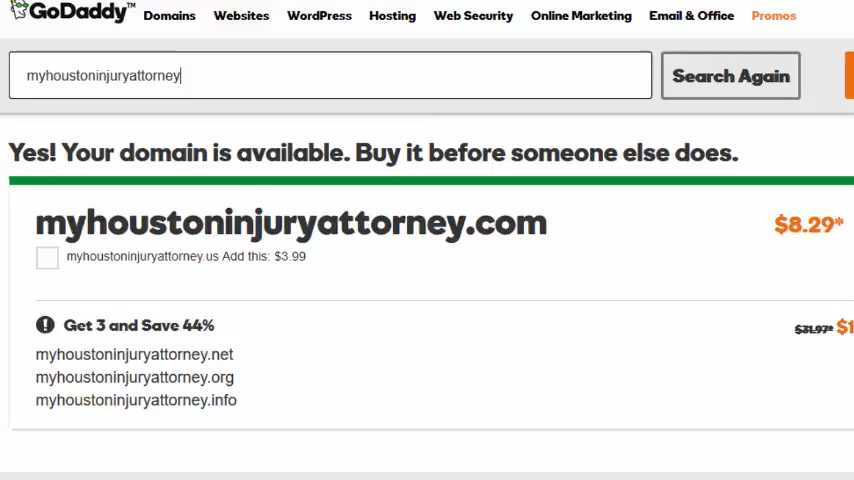 GoDaddy™ Domains Websites WordPress Hosting Web Security Online Marketing Email & Office Promos
myhoustoninjuryattorney Search Again
Yes! Your domain is available. Buy it before someone else does.
myhoustoninjuryattorney.com $8.29*
myhoustoninjuryattorney.us Add this: $3.99
Get 3 and Save 44% $31.97* $1
myhoustoninjuryattorney.net
myhoustoninjuryattorney.org
myhoustoninjuryattorney.info